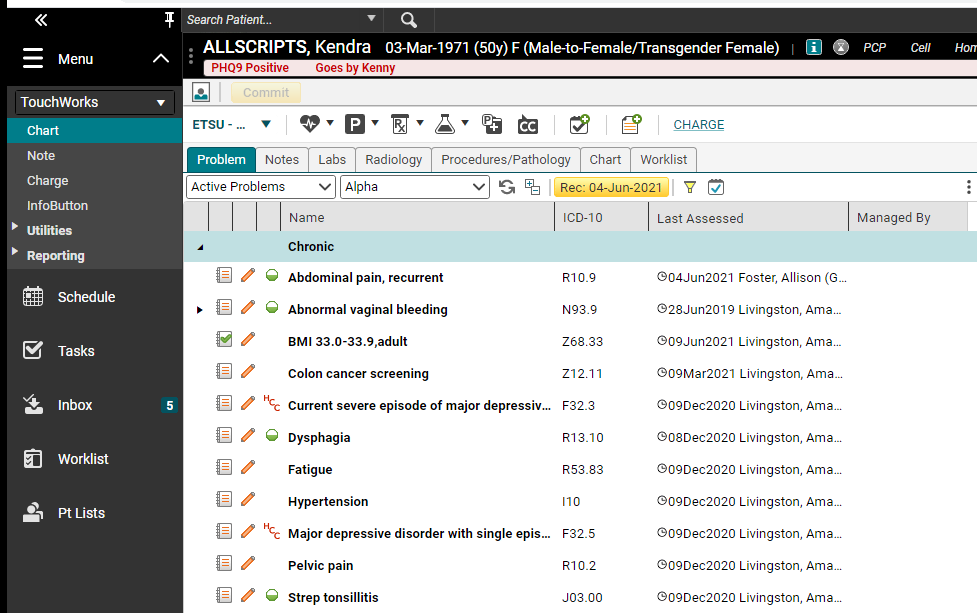 Search Patient...
Menu
ALLSCRIPTS, Kendra 03-Mar-1971 (50y) F (Male-to-Female/Transgender Female) | i PCP Cell Hom
PHQ9 Positive Goes by Kenny
Commit
TouchWorks
Chart
Note
Charge
InfoButton
Utilities
Reporting
Schedule
Tasks
Inbox 5
Worklist
Pt Lists
ETSU - ... P Rx P CC CHARGE
Problem Notes Labs Radiology Procedures/Pathology Chart Worklist
Active Problems Alpha Rec: 04-Jun-2021
Name ICD-10 Last Assessed Managed By
Chronic
Abdominal pain, recurrent R10.9 04Jun2021 Foster, Allison (G...
Abnormal vaginal bleeding N93.9 28Jun2019 Livingston, Ama...
BMI 33.0-33.9,adult Z68.33 09Jun2021 Livingston, Ama...
Colon cancer screening Z12.11 09Mar2021 Livingston, Ama...
HCC Current severe episode of major depressiv... F32.3 09Dec2020 Livingston, Ama...
Dysphagia R13.10 08Dec2020 Livingston, Ama...
Fatigue R53.83 09Dec2020 Livingston, Ama...
Hypertension I10 09Dec2020 Livingston, Ama...
HCC Major depressive disorder with single epis... F32.5 09Dec2020 Livingston, Ama...
Pelvic pain R10.2 09Dec2020 Livingston, Ama...
Strep tonsillitis J03.00 09Dec2020 Livingston, Ama...